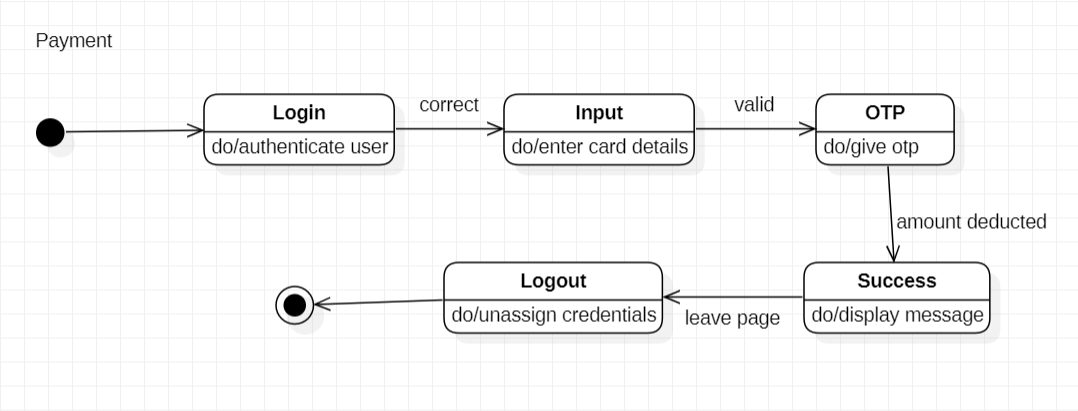 Payment
Login
do/authenticate user
correct
Input
do/enter card details
valid
OTP
do/give otp
amount deducted
Success
do/display message
leave page
Logout
do/unassign credentials